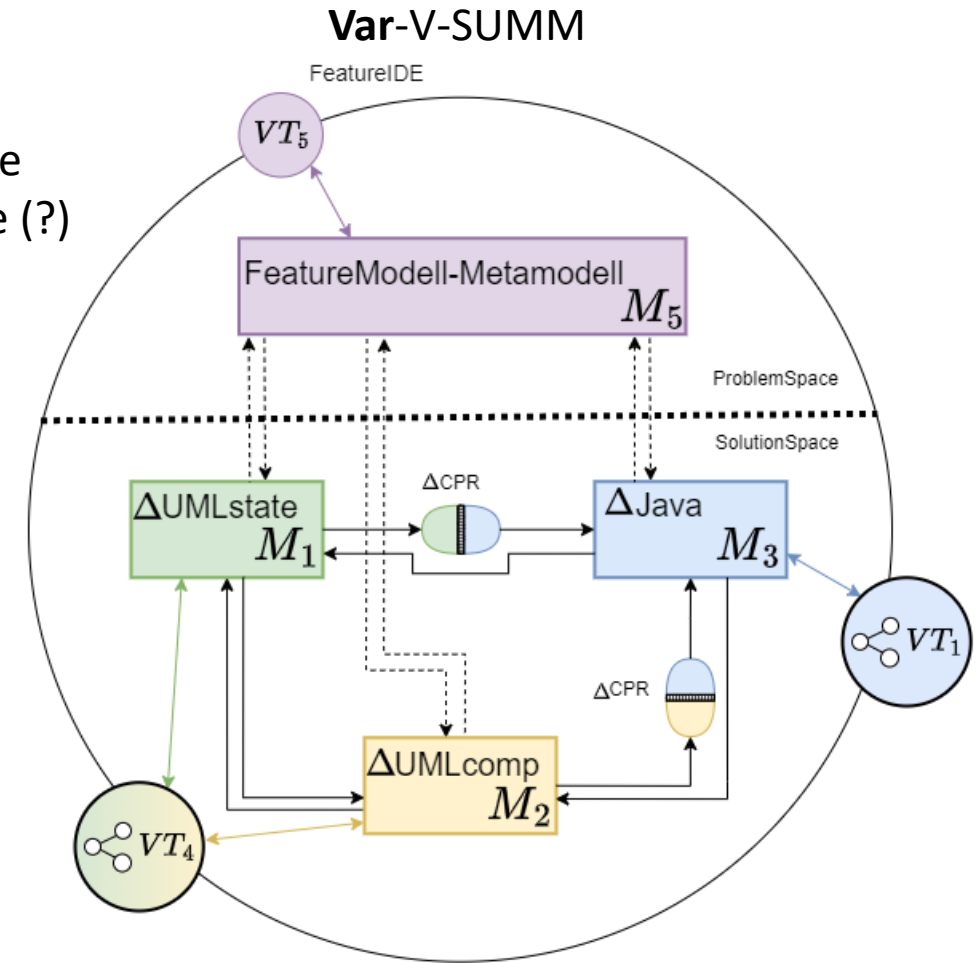 Var-V-SUMM
FeatureIDE
VT₅
e
e (?)
FeatureModell-Metamodell
M₅
ProblemSpace
SolutionSpace
ΔCPR
ΔUMLstate
M₁
ΔJava
M₃
VT₁
ΔCPR
ΔUMLcomp
M₂
VT₄